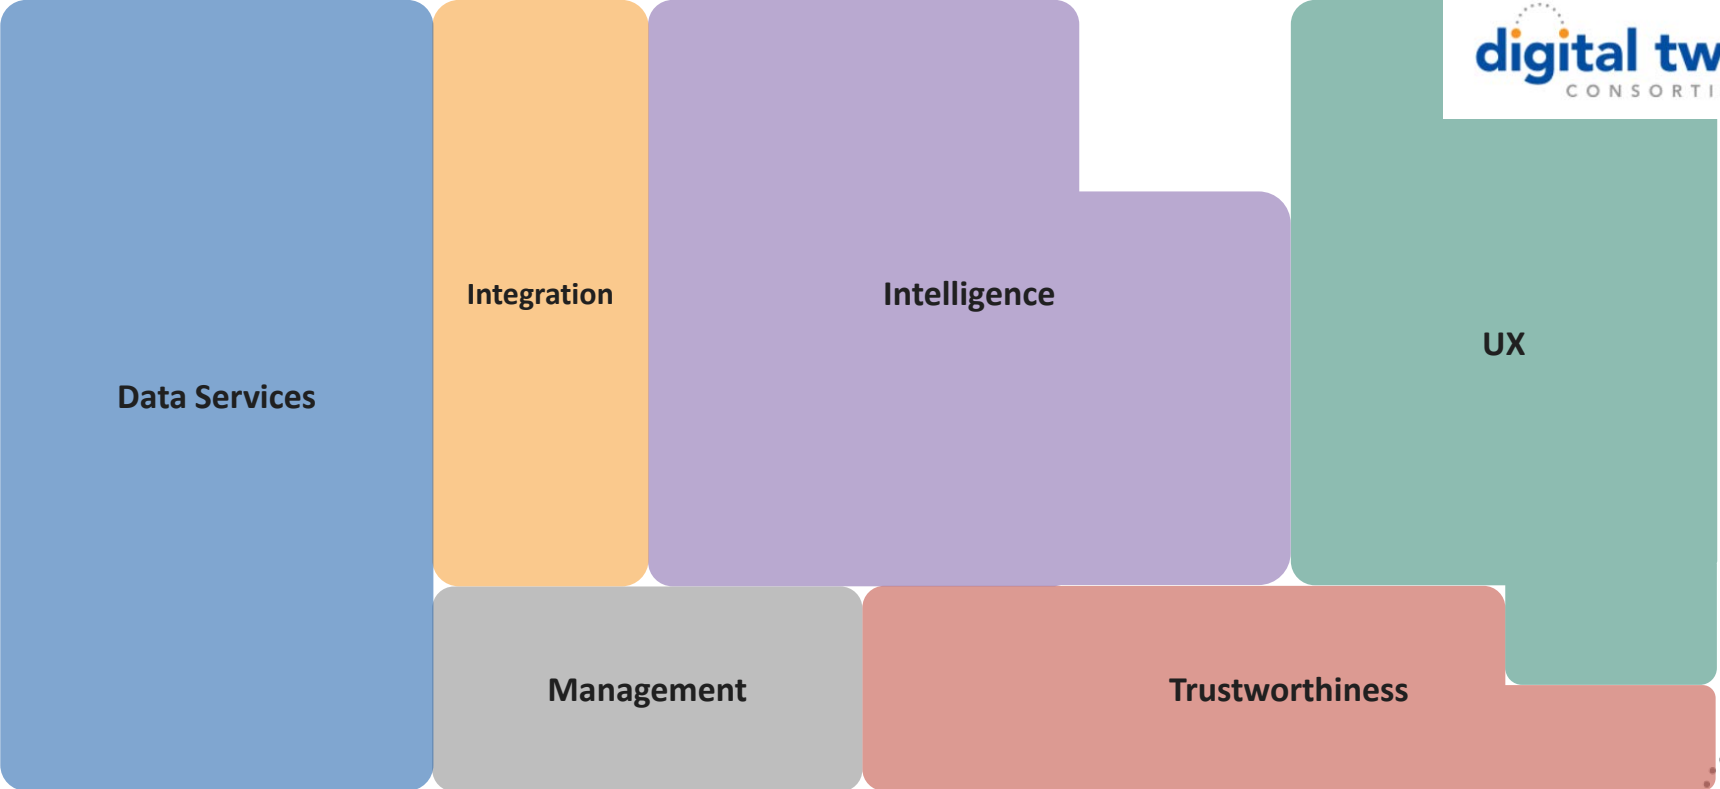 digital tw
CONSORTI
Integration
Intelligence
UX
Data Services
Management
Trustworthiness